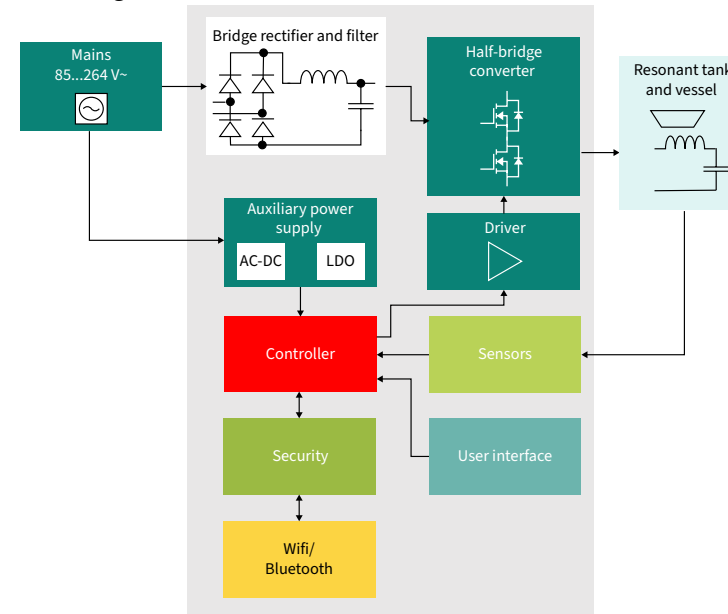 Mains
85...264 V~
Bridge rectifier and filter
Half-bridge
converter
Resonant tank
and vessel
Auxiliary power
supply
AC-DC
LDO
Driver
Controller
Sensors
Security
User interface
Wifi/
Bluetooth